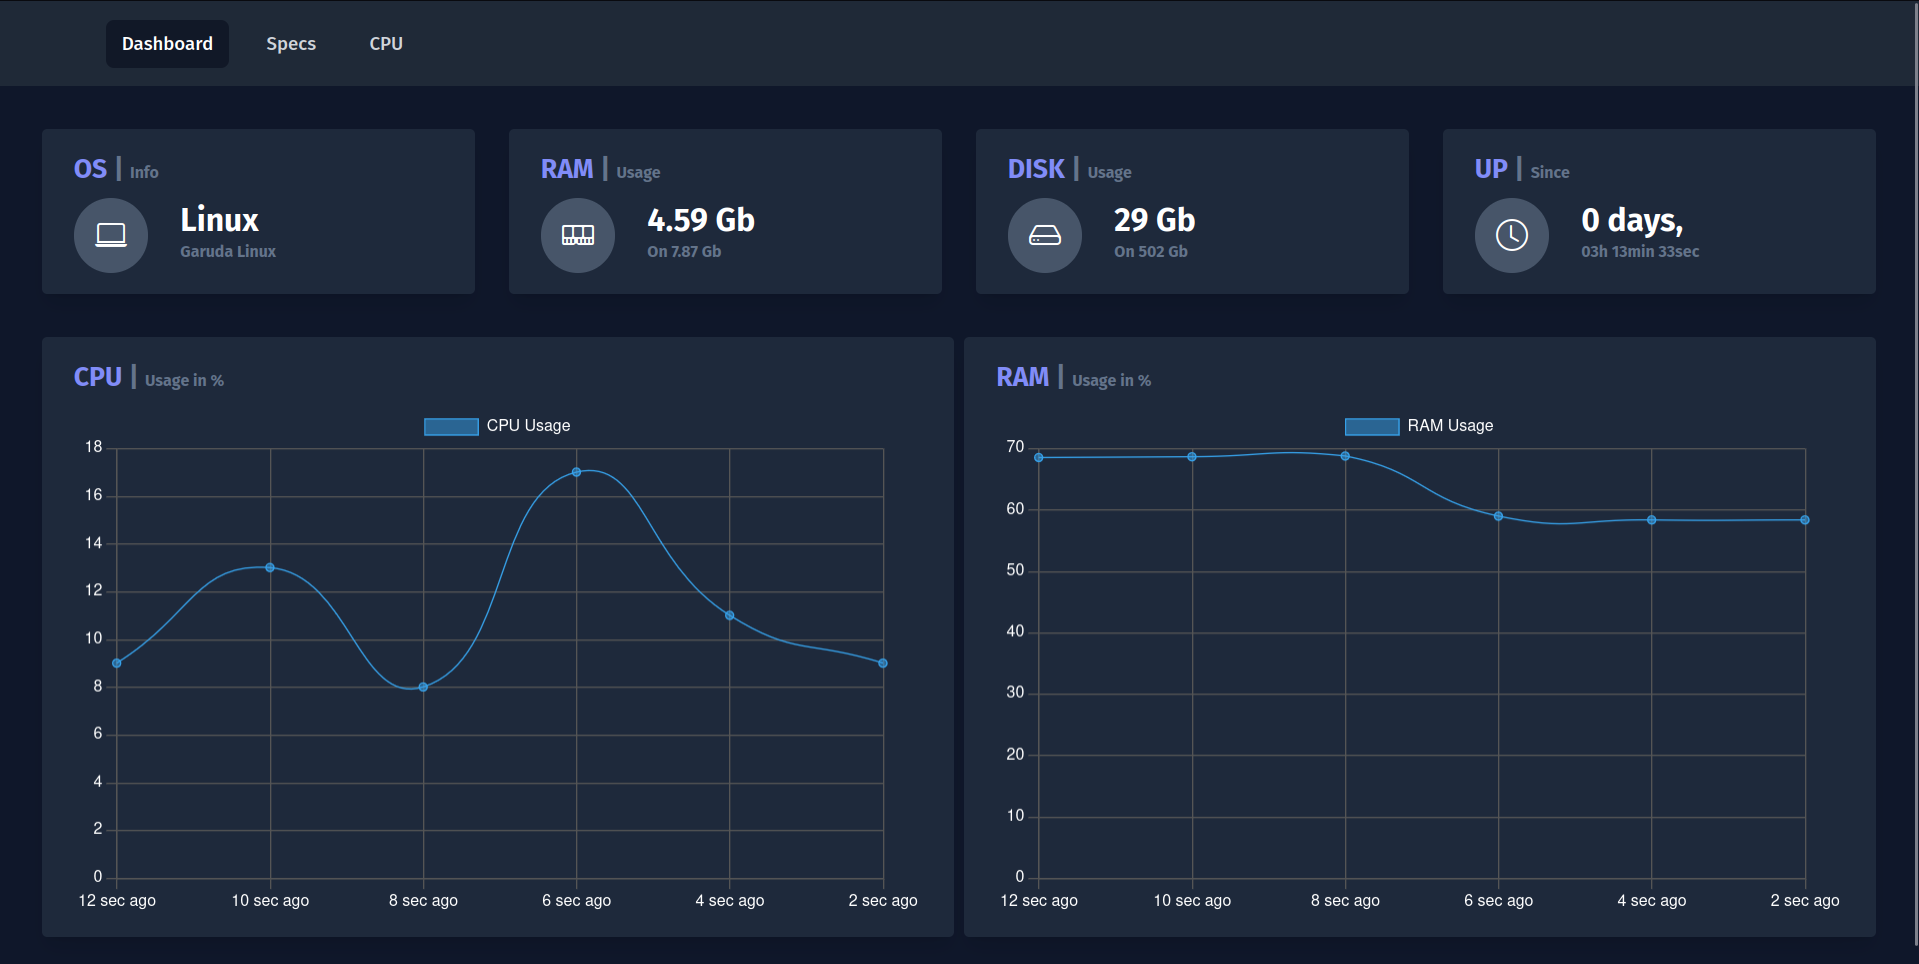 Dashboard Specs CPU
OS | Info
Linux
Garuda Linux
RAM | Usage
4.59 Gb
On 7.87 Gb
DISK | Usage
29 Gb
On 502 Gb
UP | Since
0 days,
03h 13min 33sec
CPU | Usage in %
CPU Usage
18
16
14
12
10
8
6
4
2
0
12 sec ago 10 sec ago 8 sec ago 6 sec ago 4 sec ago 2 sec ago
RAM | Usage in %
RAM Usage
70
60
50
40
30
20
10
0
12 sec ago 10 sec ago 8 sec ago 6 sec ago 4 sec ago 2 sec ago